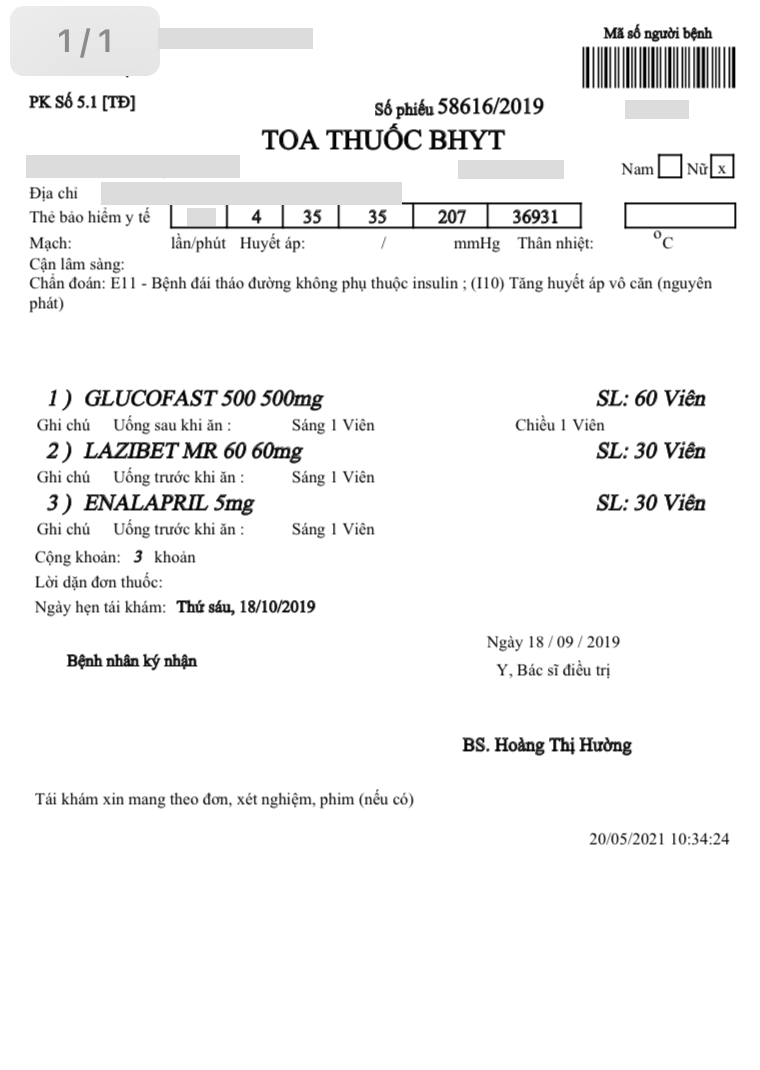 1/1
Mã số người bệnh
PK Số 5.1 [TĐ]
Số phiếu 58616/2019
TOA THUỐC BHYT
Nam Nữ x
Địa chỉ
Thẻ bảo hiểm y tế 4 35 35 207 36931
Mạch: lần/phút Huyết áp: / mmHg Thân nhiệt: °C
Cận lâm sàng:
Chẩn đoán: E11 - Bệnh đái tháo đường không phụ thuộc insulin ; (I10) Tăng huyết áp vô căn (nguyên
phát)
1 ) GLUCOFAST 500 500mg SL: 60 Viên
Ghi chú Uống sau khi ăn : Sáng 1 Viên Chiều 1 Viên
2 ) LAZIBET MR 60 60mg SL: 30 Viên
Ghi chú Uống trước khi ăn : Sáng 1 Viên
3 ) ENALAPRIL 5mg SL: 30 Viên
Ghi chú Uống trước khi ăn : Sáng 1 Viên
Cộng khoản: 3 khoản
Lời dặn đơn thuốc:
Ngày hẹn tái khám: Thứ sáu, 18/10/2019
Ngày 18 / 09 / 2019
Bệnh nhân ký nhận
Y, Bác sĩ điều trị
BS. Hoàng Thị Hường
Tái khám xin mang theo đơn, xét nghiệm, phim (nếu có)
20/05/2021 10:34:24